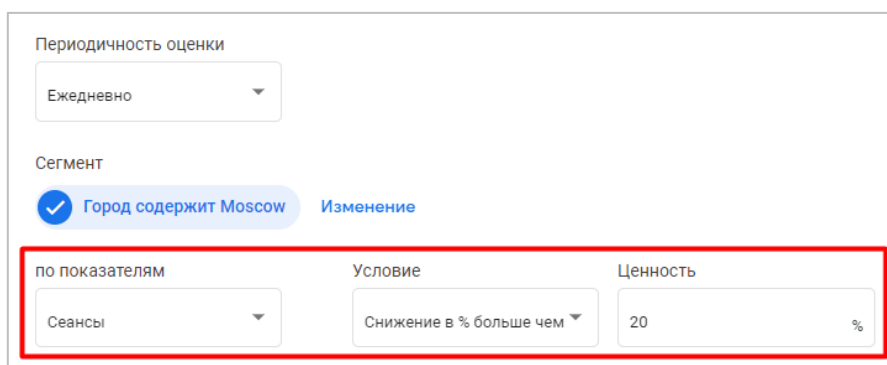 Периодичность оценки
Ежедневно
Сегмент
Город содержит Moscow Изменение
по показателям Условие Ценность
Сеансы Снижение в % больше чем 20 %